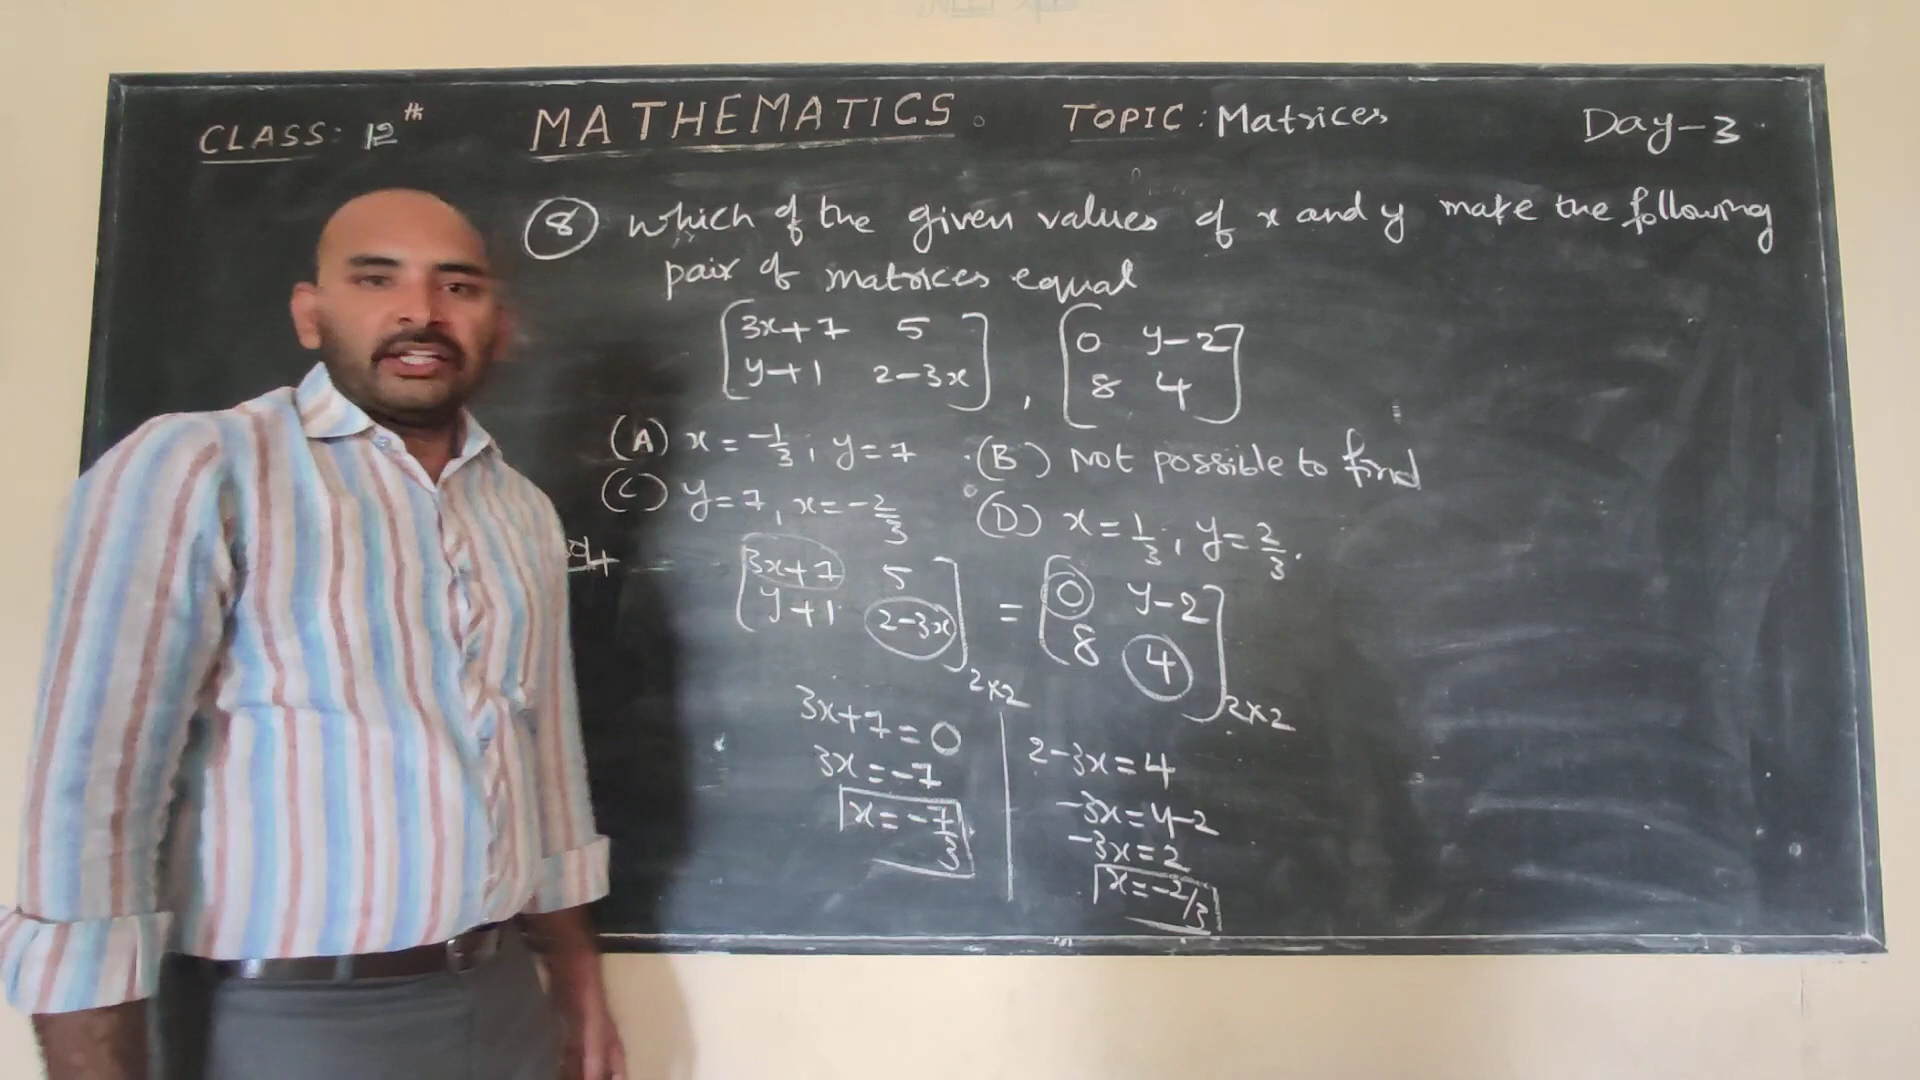 CLASS: 12th MATHEMATICS. TOPIC: Matrices Day-3
(8) Which of the given values of x and y make the following
pair of matrices equal
[3x+7 5] , [0 y-2]
[y+1 2-3x] [8 4]
(A) x = -1/3, y = 7 (B) Not possible to find
(C) y = 7, x = -2/3 (D) x = 1/3, y = 2/3.
[3x+7 5] = [0 y-2]
[y+1 2-3x] 2x2 [8 4] 2x2
3x+7 = 0
3x = -7
x = -7/3
2-3x = 4
-3x = 4-2
-3x = 2
x = -2/3